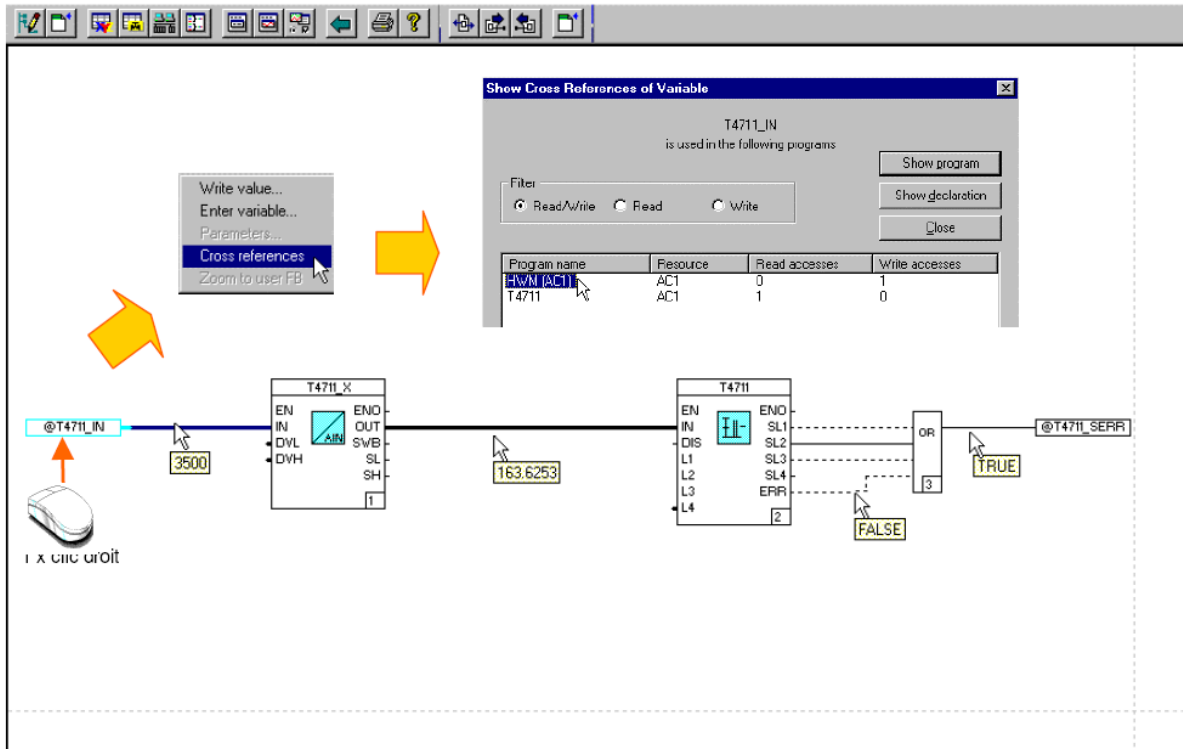 Show Cross References of Variable
T4711_IN
is used in the following programs
Show program
Show declaration
Close
Filter
Read/Write
Read
Write
Program name Resource Read accesses Write accesses
HWM (AC1) AC1 0 1
T4711 AC1 1 0
Write value...
Enter variable...
Parameters...
Cross references
Zoom to user FB
@T4711_IN
3500
T4711_X
EN ENO
IN OUT
DVL SWB
DVH SL
SH
AIN
1
163.6253
T4711
EN ENO
IN SL1
DIS SL2
L1 SL3
L2 SL4
L3 ERR
L4
2
OR
3
TRUE
FALSE
@T4711_SERR
x clic droit